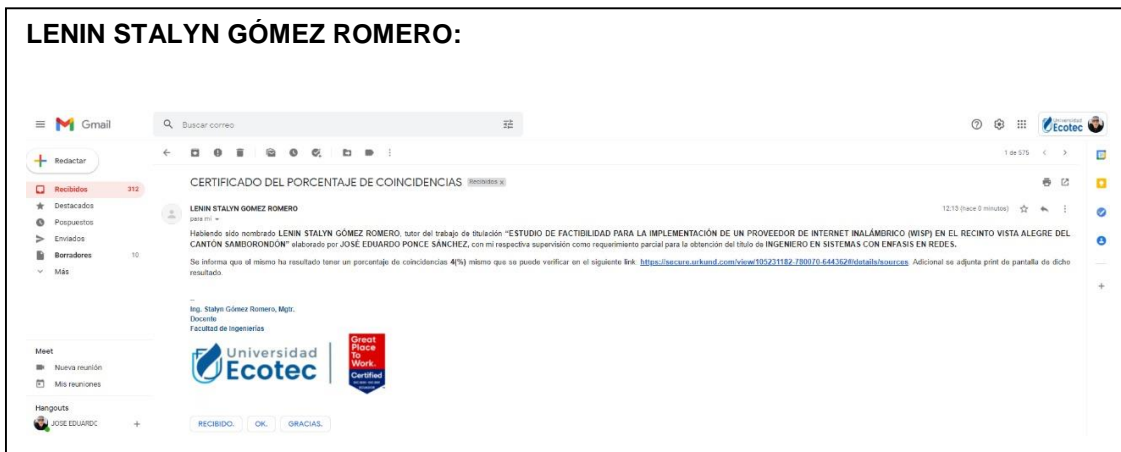 LENIN STALYN GÓMEZ ROMERO:
Gmail
Buscar correo
Universidad
Ecotec
Redactar
1 de 575
Recibidos 312
Destacados
Pospuestos
Enviados
Borradores 10
Más
CERTIFICADO DEL PORCENTAJE DE COINCIDENCIAS Recibidos x
LENIN STALYN GOMEZ ROMERO 12:13 (hace 0 minutos)
para mí
Habiendo sido nombrado LENIN STALYN GÓMEZ ROMERO, tutor del trabajo de titulación “ESTUDIO DE FACTIBILIDAD PARA LA IMPLEMENTACIÓN DE UN PROVEEDOR DE INTERNET INALÁMBRICO (WISP) EN EL RECINTO VISTA ALEGRE DEL
CANTÓN SAMBORONDÓN” elaborado por JOSÉ EDUARDO PONCE SÁNCHEZ, con mi respectiva supervisión como requerimiento parcial para la obtención del título de INGENIERO EN SISTEMAS CON ENFASIS EN REDES.
Se informa que el mismo ha resultado tener un porcentaje de coincidencias 4(%) mismo que se puede verificar en el siguiente link: https://secure.urkund.com/view/105231182-780070-644362#/details/sources. Adicional se adjunta print de pantalla de dicho
resultado.
--
Ing. Stalyn Gómez Romero, Mgtr.
Docente
Facultad de Ingenierías
Universidad
Ecotec
Great
Place
To
Work.
Certified
Meet
Nueva reunión
Mis reuniones
Hangouts
JOSE EDUARDO
RECIBIDO.
OK.
GRACIAS.